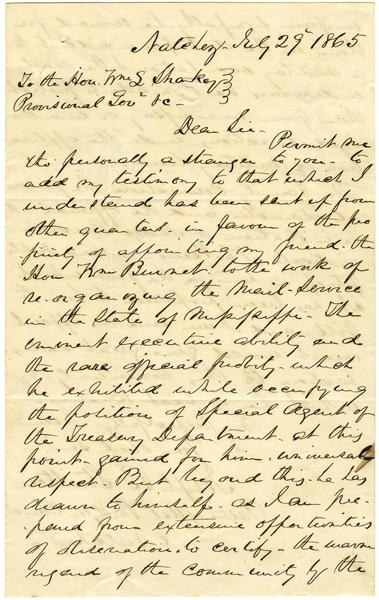 Natchez July 29th 1865
To the Hon. Wm L Sharkey
Provisional Govr &c -
Dear Sir -
Permit me
tho personally a stranger to you - to
add my testimony to that which I
understand has been sent up from
other quarters - in favour of the pro
priety of appointing my friend the
Hon Wm Burnet - to the work of
re-organizing the Mail-Service
in the State of Mississippi - The
eminent executive ability and
the rare official probity - which
he exhibited while occupying
the position of Special Agent of
the Treasury Department - at this
point - gained for him - universal
respect - But beyond this - he has
drawn to himself - as I am pre-
pared from extensive opportunities
of observation, to certify - the warm
regard of the Community by the